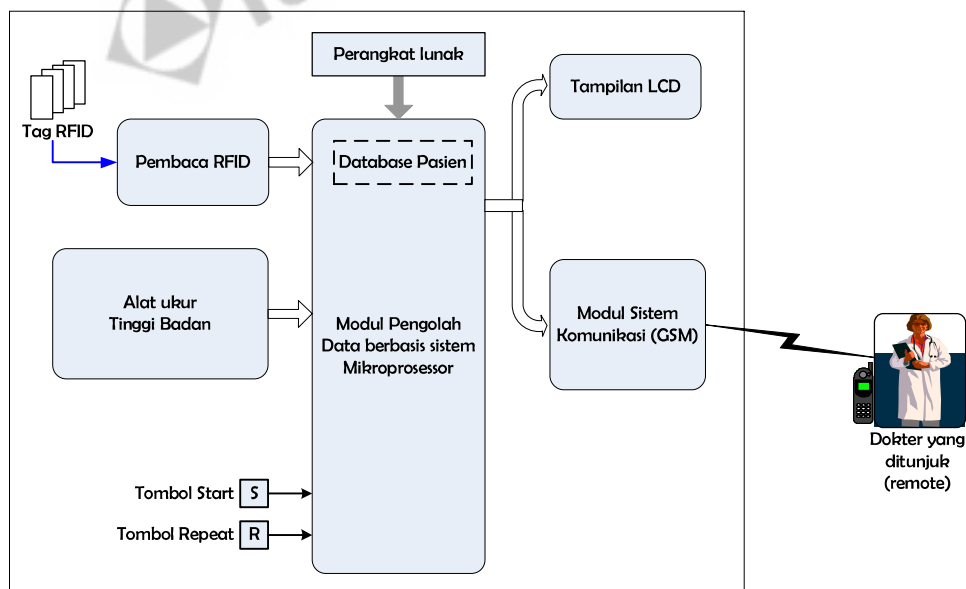 Perangkat lunak
Tampilan LCD
Tag RFID
Pembaca RFID
Database Pasien
Alat ukur
Tinggi Badan
Modul Pengolah
Data berbasis sistem
Mikroprosessor
Modul Sistem
Komunikasi (GSM)
Dokter yang
ditunjuk
(remote)
Tombol Start S
Tombol Repeat R